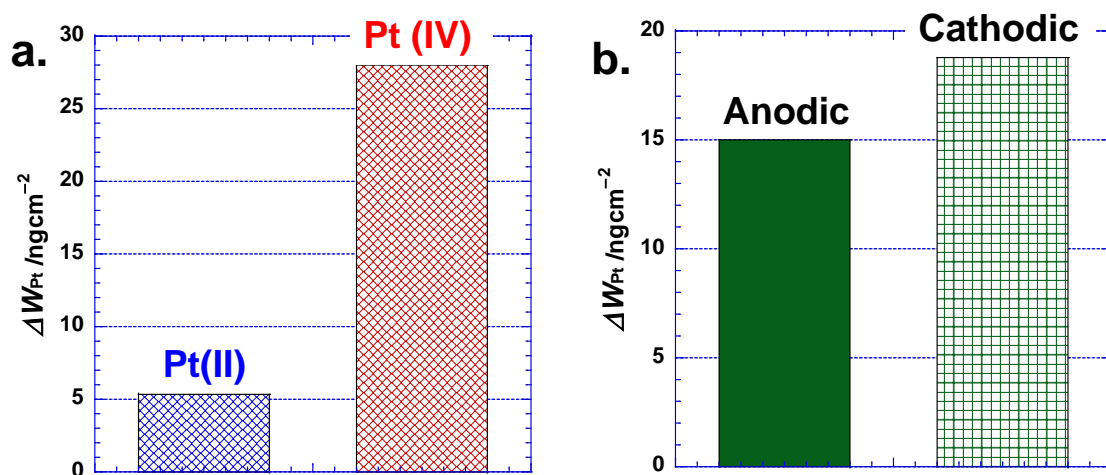 a.
Pt (IV)
Pt(II)
ΔWPt /ngcm⁻²
30
25
20
15
10
5
0
b.
Cathodic
Anodic
ΔWPt /ngcm⁻²
20
15
10
5
0